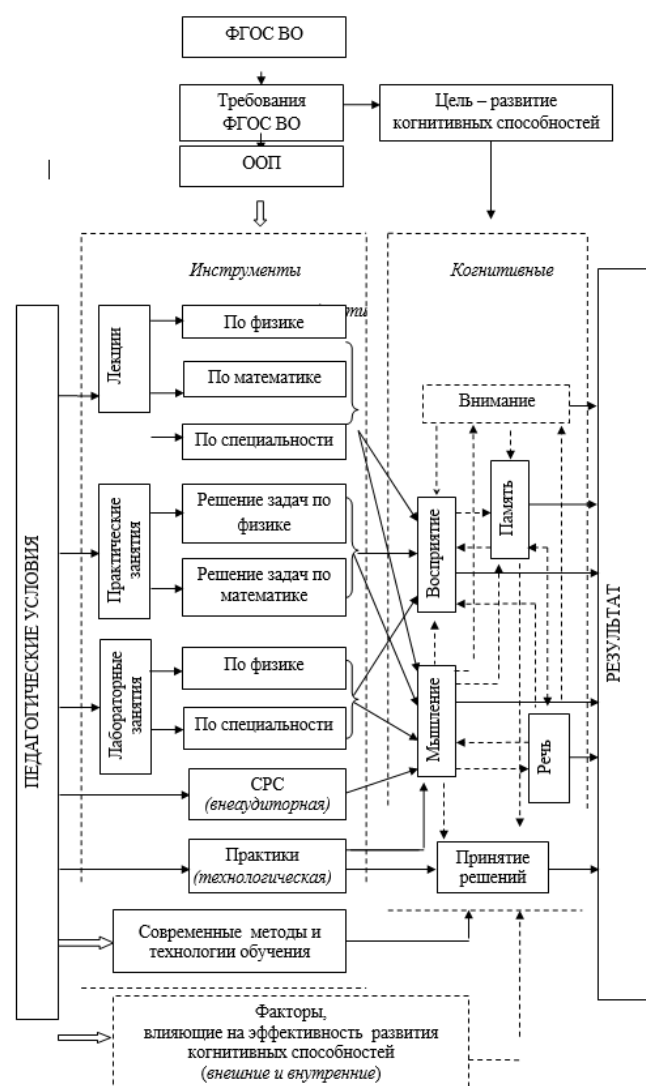 ФГОС ВО
Требования
ФГОС ВО
Цель – развитие
когнитивных способностей
ООП
Инструменты
Когнитивные
ПЕДАГОГИЧЕСКИЕ УСЛОВИЯ
Лекции
По физике
По математике
По специальности
Практические
занятия
Решение задач по
физике
Решение задач по
математике
Лабораторные
занятия
По физике
По специальности
СРС
(внеаудиторная)
Практики
(технологическая)
Внимание
Память
Восприятие
Мышление
Речь
Принятие
решений
РЕЗУЛЬТАТ
Современные методы и
технологии обучения
Факторы,
влияющие на эффективность развития
когнитивных способностей
(внешние и внутренние)